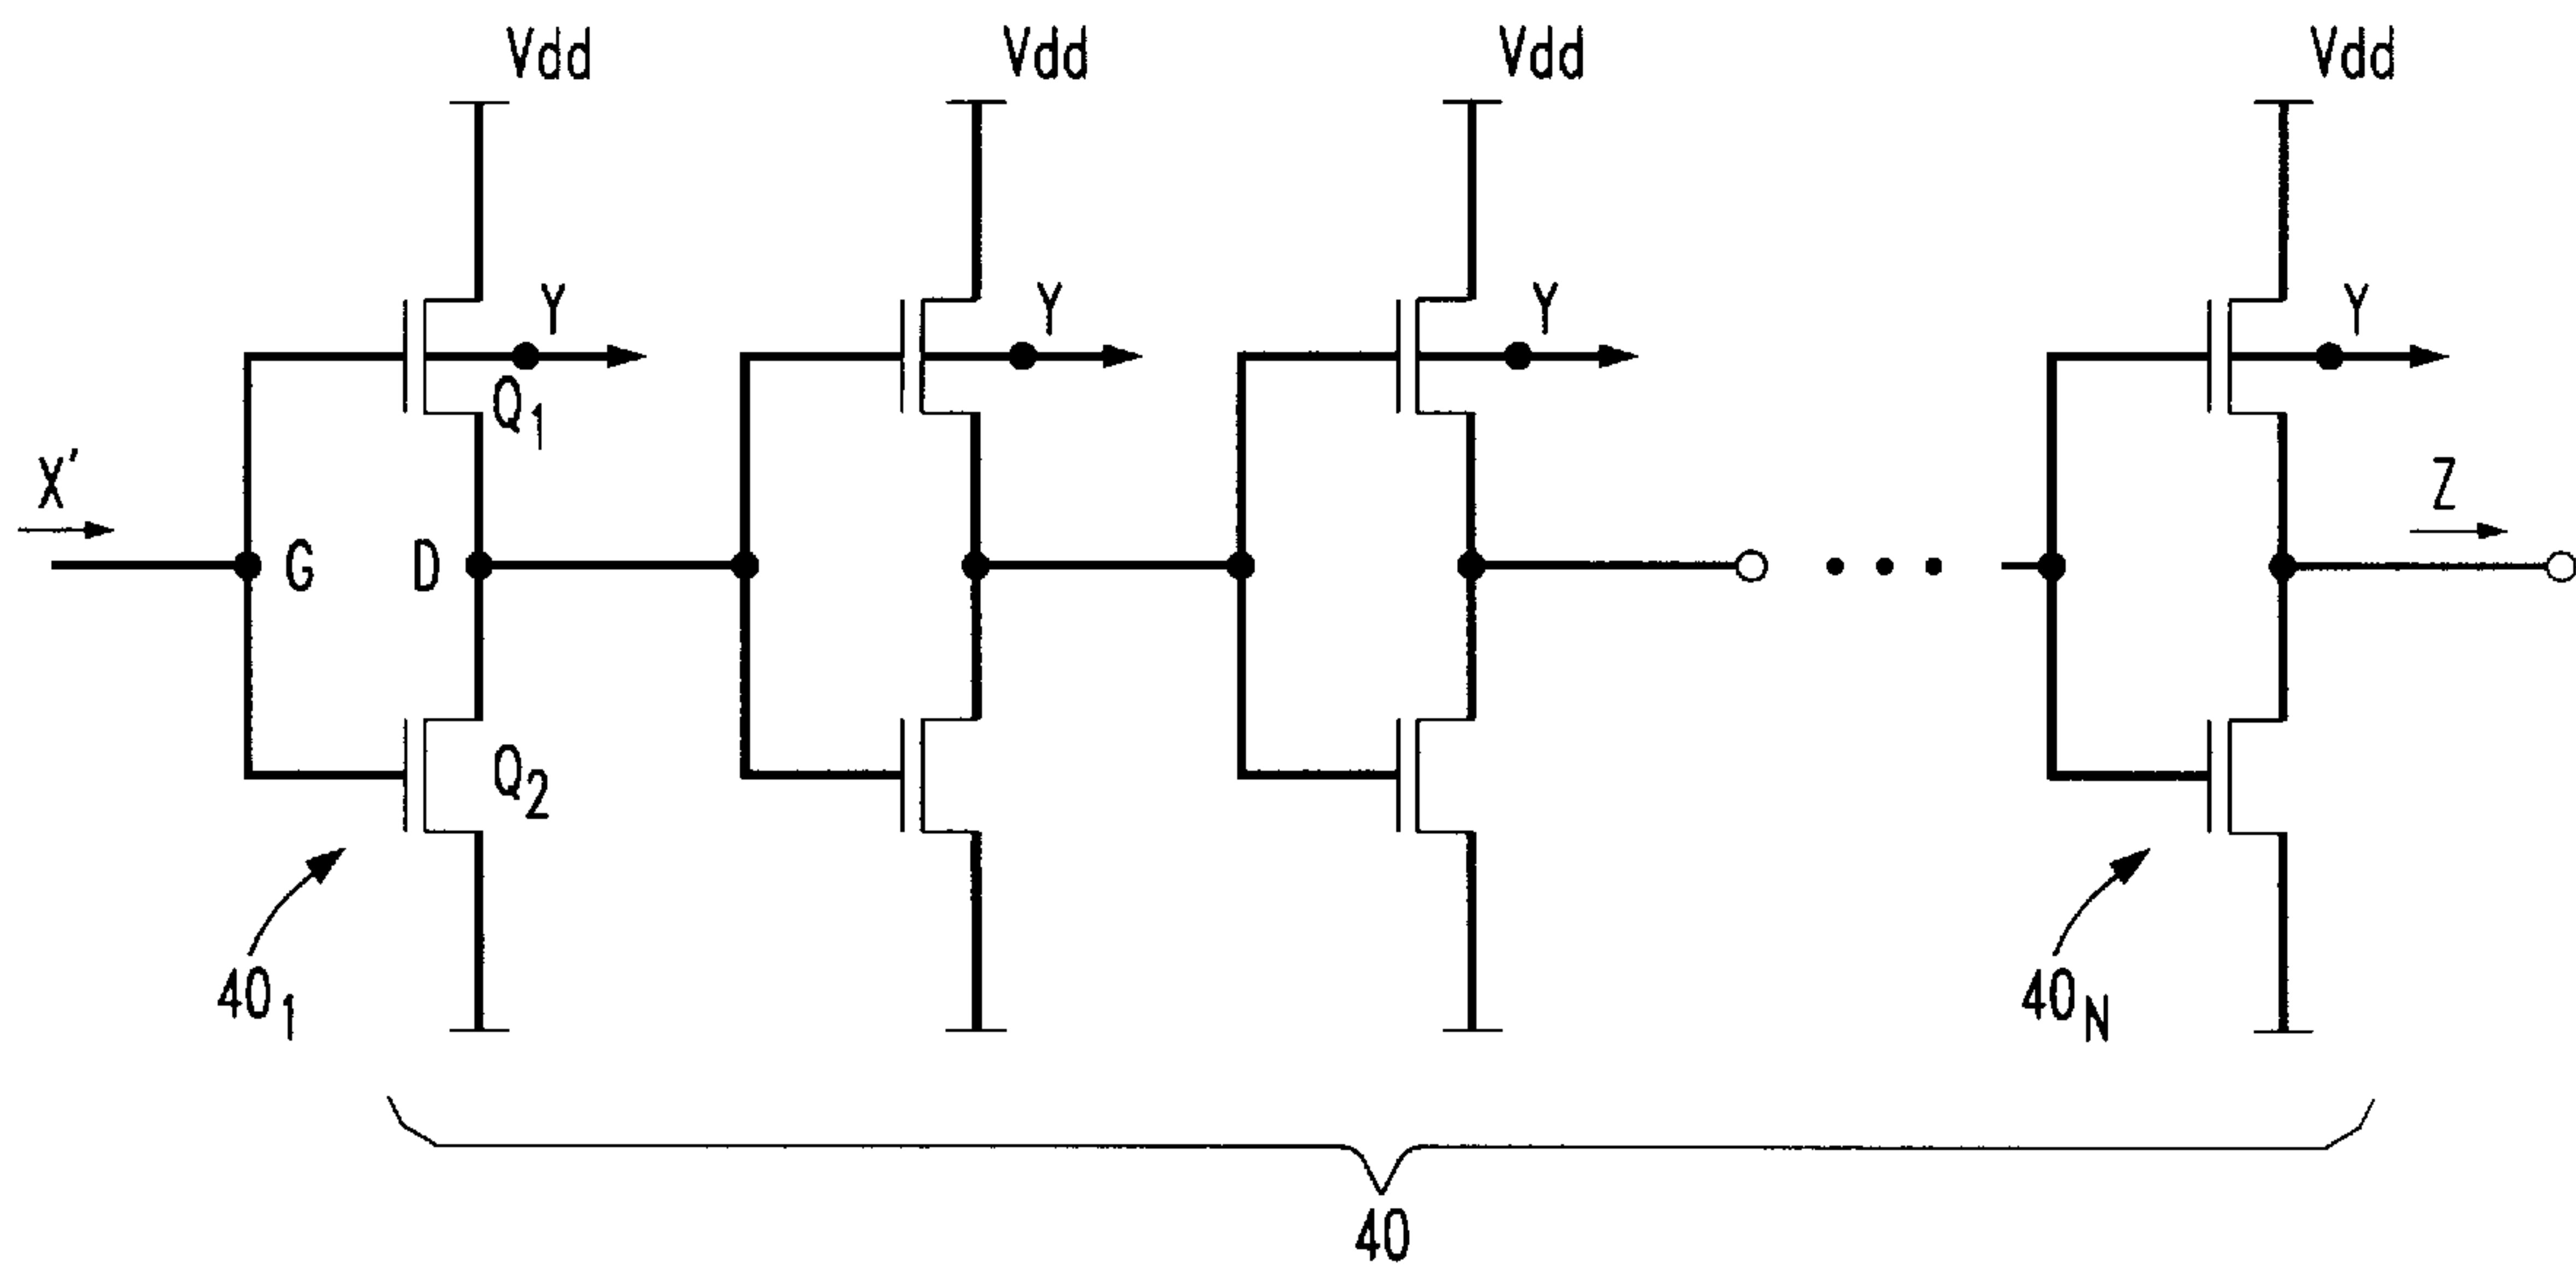 Vdd Vdd Vdd Vdd
Y Y Y Y
Q1
X′ Z
G D
Q2
401 40N
40